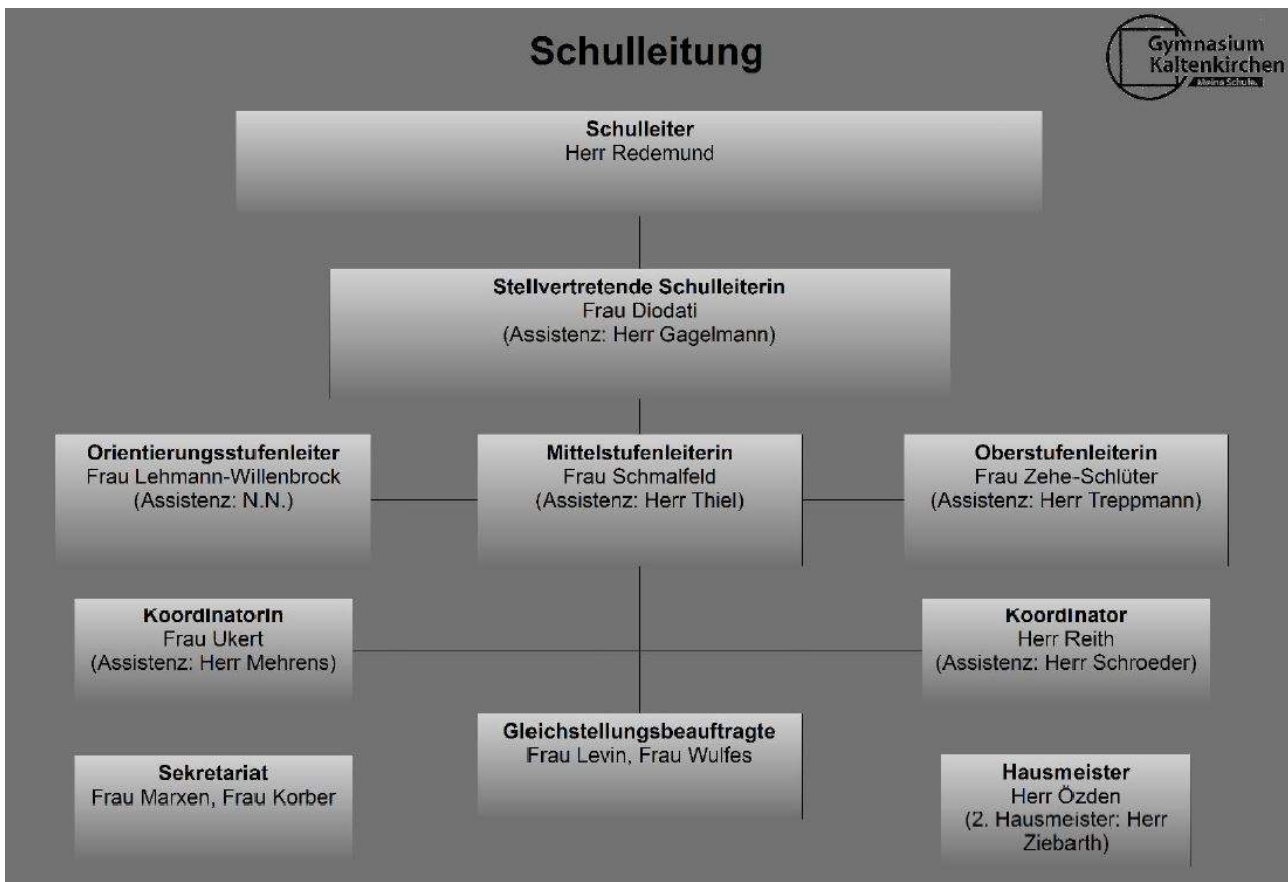 Schulleitung
Gymnasium
Kaltenkirchen
Meine Schule.
Schulleiter
Herr Redemund
Stellvertretende Schulleiterin
Frau Diodati
(Assistenz: Herr Gagelmann)
Orientierungsstufenleiter
Frau Lehmann-Willenbrock
(Assistenz: N.N.)
Mittelstufenleiterin
Frau Schmalfeld
(Assistenz: Herr Thiel)
Oberstufenleiterin
Frau Zehe-Schlüter
(Assistenz: Herr Treppmann)
Koordinatorin
Frau Ukert
(Assistenz: Herr Mehrens)
Koordinator
Herr Reith
(Assistenz: Herr Schroeder)
Gleichstellungsbeauftragte
Frau Levin, Frau Wulfes
Sekretariat
Frau Marxen, Frau Korber
Hausmeister
Herr Özden
(2. Hausmeister: Herr
Ziebarth)